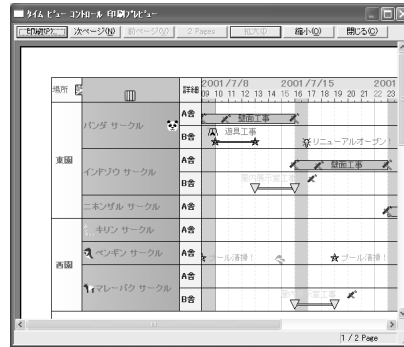 タイム ビュー コントロール 印刷プレビュー
印刷(P)... 次ページ(N) 前ページ(V) 2 Pages 拡大(I) 縮小(O) 閉じる(C)
場所 詳細 2001/7/8 2001/7/15 2001
09 10 11 12 13 14 15 16 17 18 19 20 21 22 23
パンダ サークル A舎 壁面工事
B舎 遊具工事 リニューアルオープン!
東園
インドゾウ サークル A舎 壁面工事
B舎 屋内展示室工事
ニホンザル サークル A舎
キリン サークル A舎
ペンギン サークル A舎 プール清掃! プール清掃!
西園
マレーバク サークル A舎
B舎
1 / 2 Page